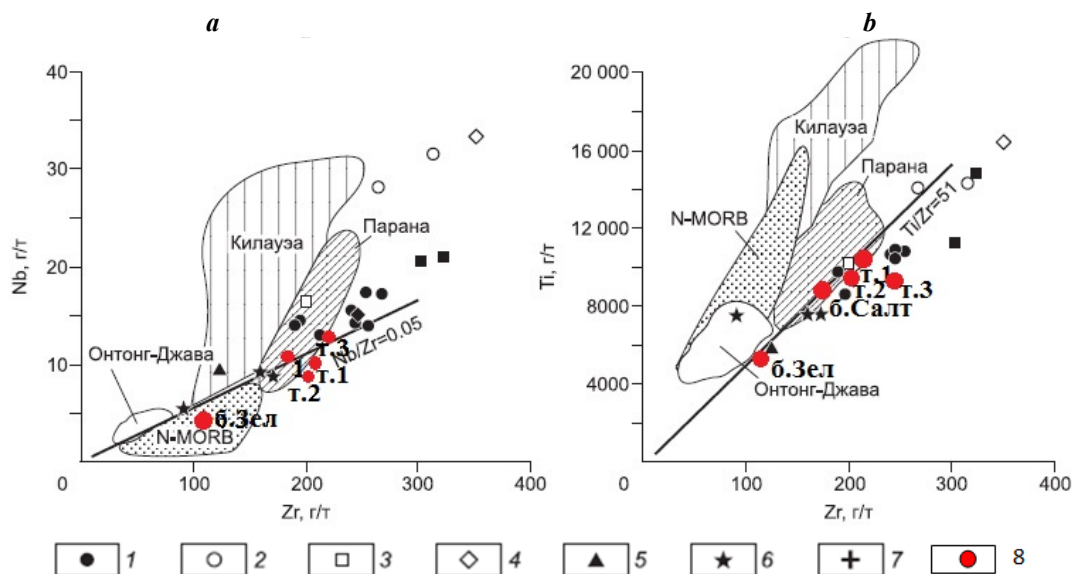 a
b
40
30
20
10
0
Nb, г/т
Килауэа
Парана
Онтонг-Джава
N-MORB
Nb/Zr=0.05
1
т.3
т.1
т.2
б.Зел
100
200
300
400
Zr, г/т
20 000
16 000
12 000
8000
4000
0
Ti, г/т
Килауэа
Парана
N-MORB
Ti/Zr=51
т.1
т.2
т.3
б.Салт
б.Зел
Онтонг-Джава
100
200
300
400
Zr, г/т
1
2
3
4
5
6
7
8